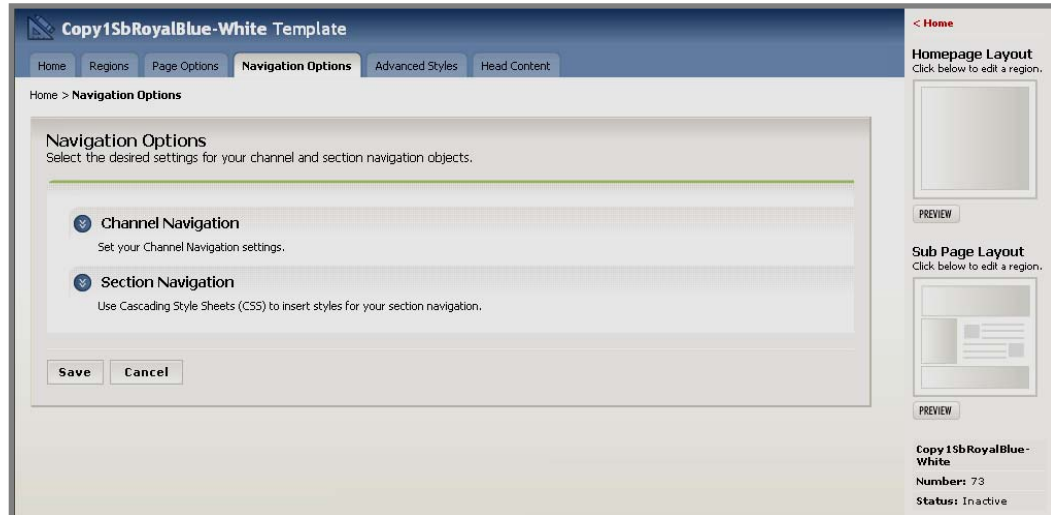 Copy1SbRoyalBlue-White Template
Home Regions Page Options Navigation Options Advanced Styles Head Content
Home > Navigation Options
Navigation Options
Select the desired settings for your channel and section navigation objects.
Channel Navigation
Set your Channel Navigation settings.
Section Navigation
Use Cascading Style Sheets (CSS) to insert styles for your section navigation.
Save Cancel
< Home
Homepage Layout
Click below to edit a region.
PREVIEW
Sub Page Layout
Click below to edit a region.
PREVIEW
Copy1SbRoyalBlue-
White
Number: 73
Status: Inactive